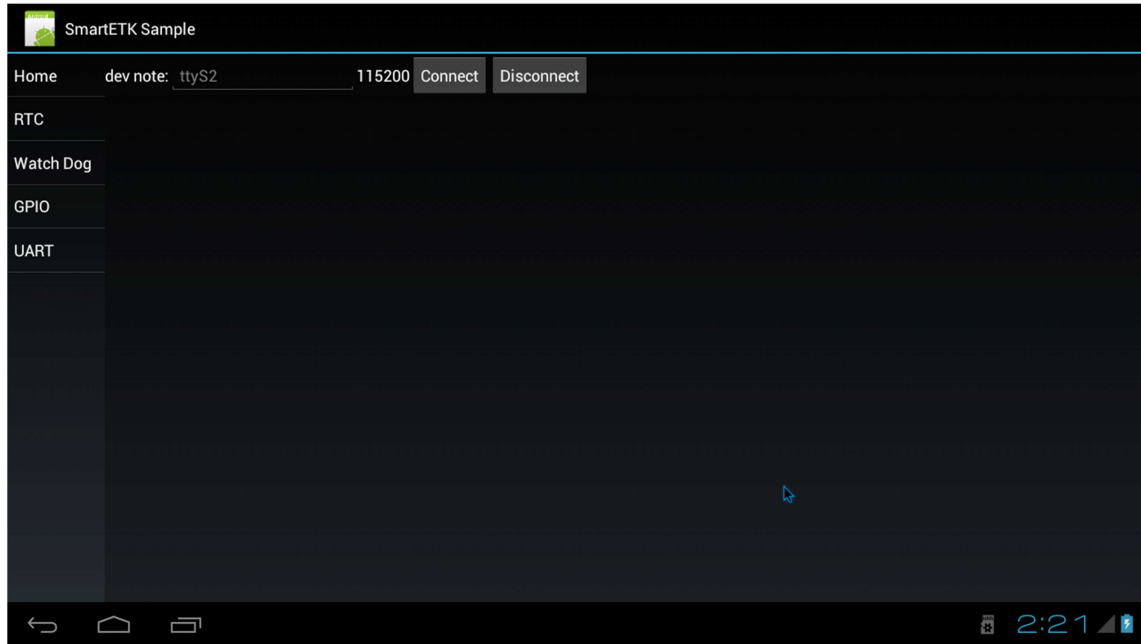 SmartETK Sample
Home
dev note: ttyS2 115200 Connect Disconnect
RTC
Watch Dog
GPIO
UART
2:21